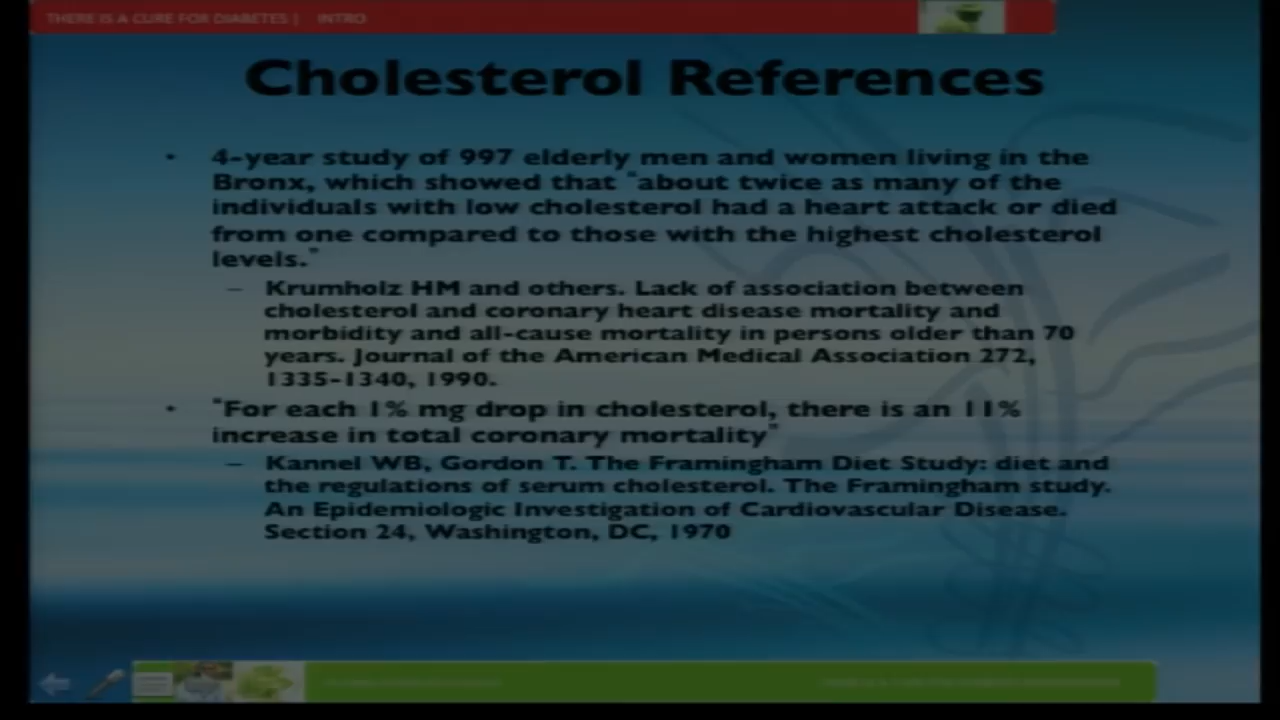 THERE IS A CURE FOR DIABETES | INTRO
Cholesterol References
• 4-year study of 997 elderly men and women living in the
Bronx, which showed that "about twice as many of the
individuals with low cholesterol had a heart attack or died
from one compared to those with the highest cholesterol
levels."
– Krumholz HM and others. Lack of association between
cholesterol and coronary heart disease mortality and
morbidity and all-cause mortality in persons older than 70
years. Journal of the American Medical Association 272,
1335-1340, 1990.
• "For each 1% mg drop in cholesterol, there is an 11%
increase in total coronary mortality"
– Kannel WB, Gordon T. The Framingham Diet Study: diet and
the regulations of serum cholesterol. The Framingham study.
An Epidemiologic Investigation of Cardiovascular Disease.
Section 24, Washington, DC, 1970